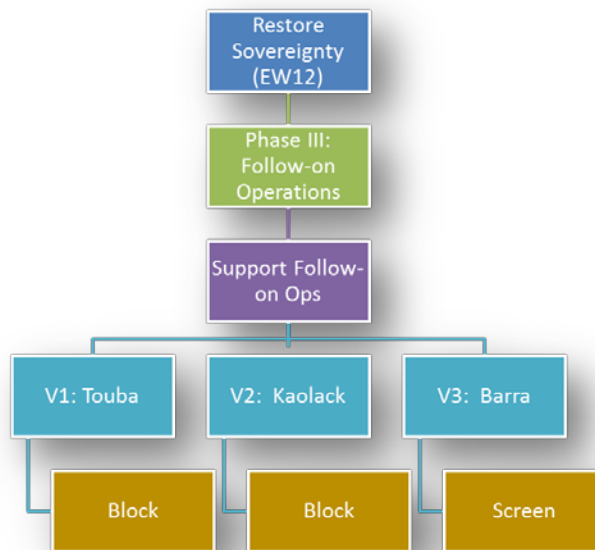 Restore
Sovereignty
(EW12)
Phase III:
Follow-on
Operations
Support Follow-
on Ops
V1: Touba
V2: Kaolack
V3: Barra
Block
Block
Screen